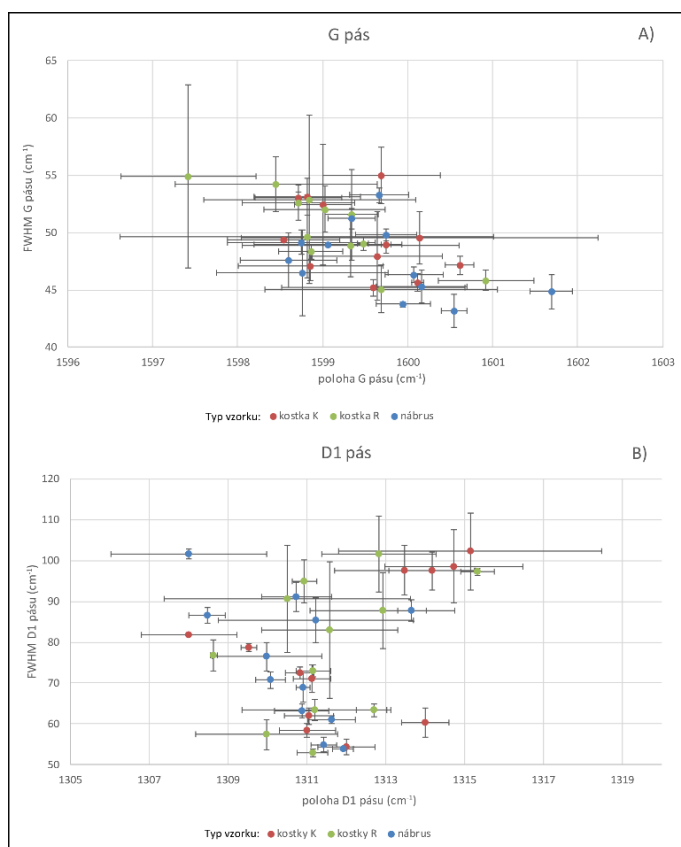 G pás
A)
65
60
55
50
45
40
FWHM G pásu (cm⁻¹)
1596 1597 1598 1599 1600 1601 1602 1603
poloha G pásu (cm⁻¹)
Typ vzorku: kostka K kostka R nábrus
D1 pás
B)
120
110
100
90
80
70
60
50
FWHM D1 pásu (cm⁻¹)
1305 1307 1309 1311 1313 1315 1317 1319
poloha D1 pásu (cm⁻¹)
Typ vzorku: kostky K kostky R nábrus